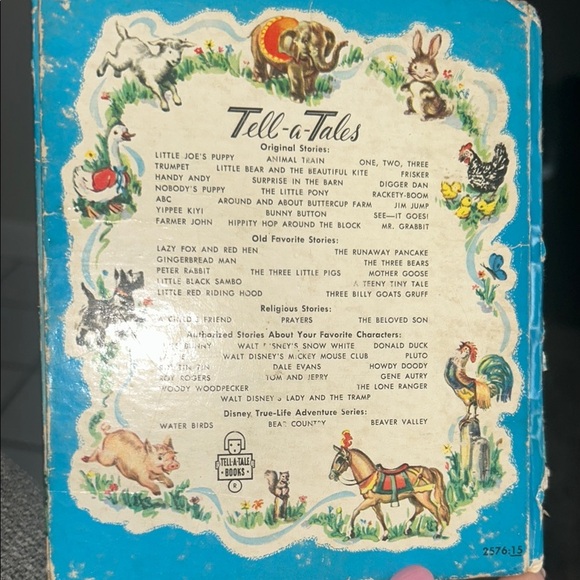 Tell-a-Tales
Original Stories:
LITTLE JOE'S PUPPY ANIMAL TRAIN ONE, TWO, THREE
TRUMPET LITTLE BEAR AND THE BEAUTIFUL KITE FRISKER
HANDY ANDY SURPRISE IN THE BARN DIGGER DAN
NOBODY'S PUPPY THE LITTLE PONY RACKETY-BOOM
ABC AROUND AND ABOUT BUTTERCUP FARM JIM JUMP
YIPPEE KIYI BUNNY BUTTON SEE—IT GOES!
FARMER JOHN HIPPITY HOP AROUND THE BLOCK MR. GRABBIT
Old Favorite Stories:
LAZY FOX AND RED HEN THE RUNAWAY PANCAKE
GINGERBREAD MAN THE THREE BEARS
PETER RABBIT THE THREE LITTLE PIGS MOTHER GOOSE
LITTLE BLACK SAMBO A TEENY TINY TALE
LITTLE RED RIDING HOOD THREE BILLY GOATS GRUFF
Religious Stories:
A CHILD'S FRIEND PRAYERS THE BELOVED SON
Authorized Stories About Your Favorite Characters:
BUNNY WALT DISNEY'S SNOW WHITE DONALD DUCK
WALT DISNEY'S MICKEY MOUSE CLUB PLUTO
RIN TIN TIN DALE EVANS HOWDY DOODY
ROY ROGERS TOM AND JERRY GENE AUTRY
WOODY WOODPECKER THE LONE RANGER
WALT DISNEY'S LADY AND THE TRAMP
Disney True-Life Adventure Series:
WATER BIRDS BEAR COUNTRY BEAVER VALLEY
TELL-A-TALE
BOOKS
®
2576:15